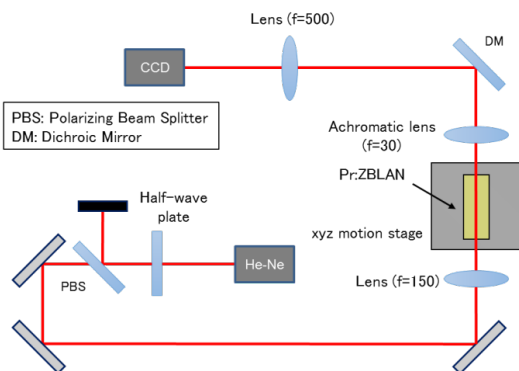 Lens (f=500)
DM
CCD
PBS: Polarizing Beam Splitter
DM: Dichroic Mirror
Achromatic lens
(f=30)
Pr:ZBLAN
Half-wave
plate
xyz motion stage
He-Ne
PBS
Lens (f=150)